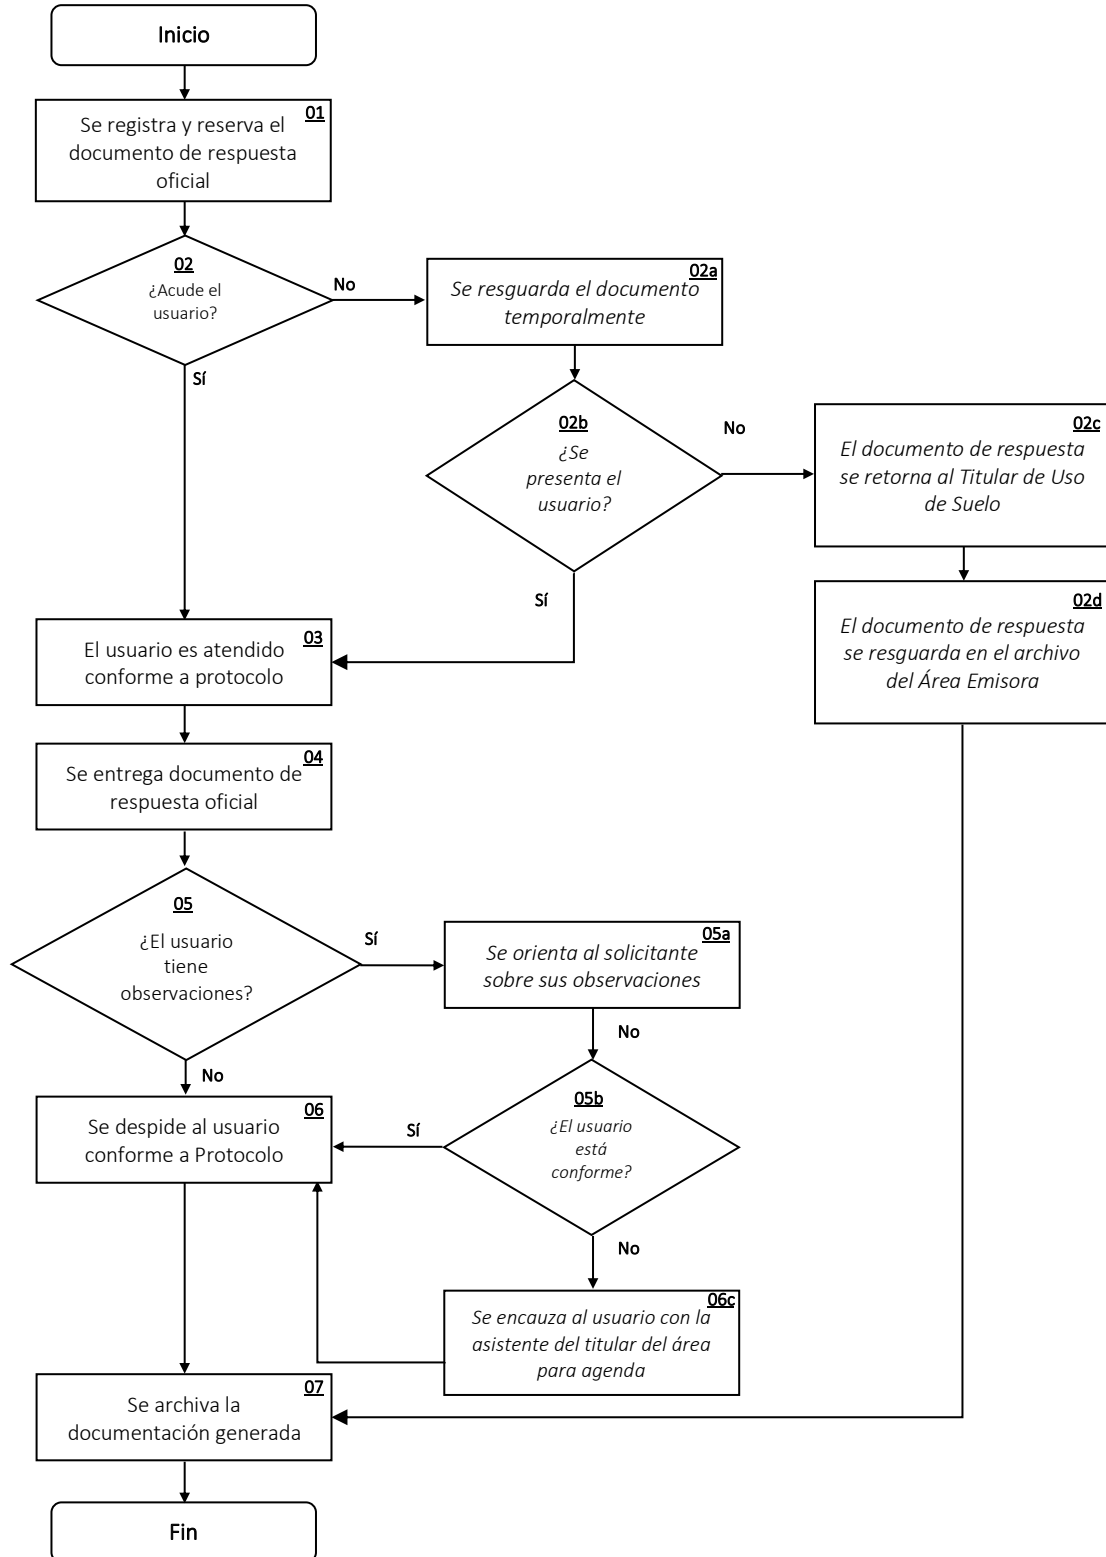 Inicio
01
Se registra y reserva el
documento de respuesta
oficial
02
¿Acude el
usuario?
No
Sí
02a
Se resguarda el documento
temporalmente
02b
¿Se
presenta el
usuario?
No
Sí
02c
El documento de respuesta
se retorna al Titular de Uso
de Suelo
02d
El documento de respuesta
se resguarda en el archivo
del Área Emisora
03
El usuario es atendido
conforme a protocolo
04
Se entrega documento de
respuesta oficial
05
¿El usuario
tiene
observaciones?
Sí
No
05a
Se orienta al solicitante
sobre sus observaciones
No
05b
¿El usuario
está
conforme?
Sí
No
06
Se despide al usuario
conforme a Protocolo
06c
Se encauza al usuario con la
asistente del titular del área
para agenda
07
Se archiva la
documentación generada
Fin